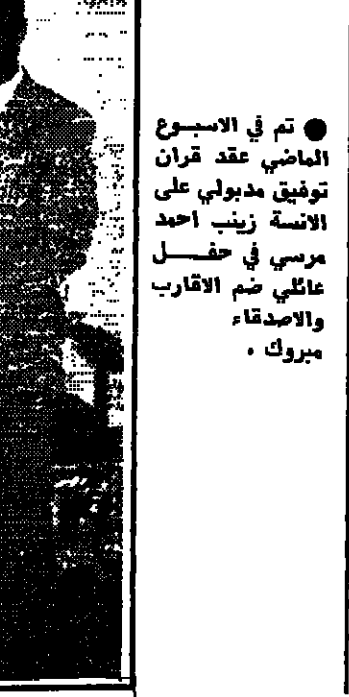 ● تم في الاسبوع
الماضي عقد قران
توفيق مدبولي على
الانسة زينب احمد
مرسي في حفل
عائلي ضم الاقارب
والاصدقاء
مبروك .